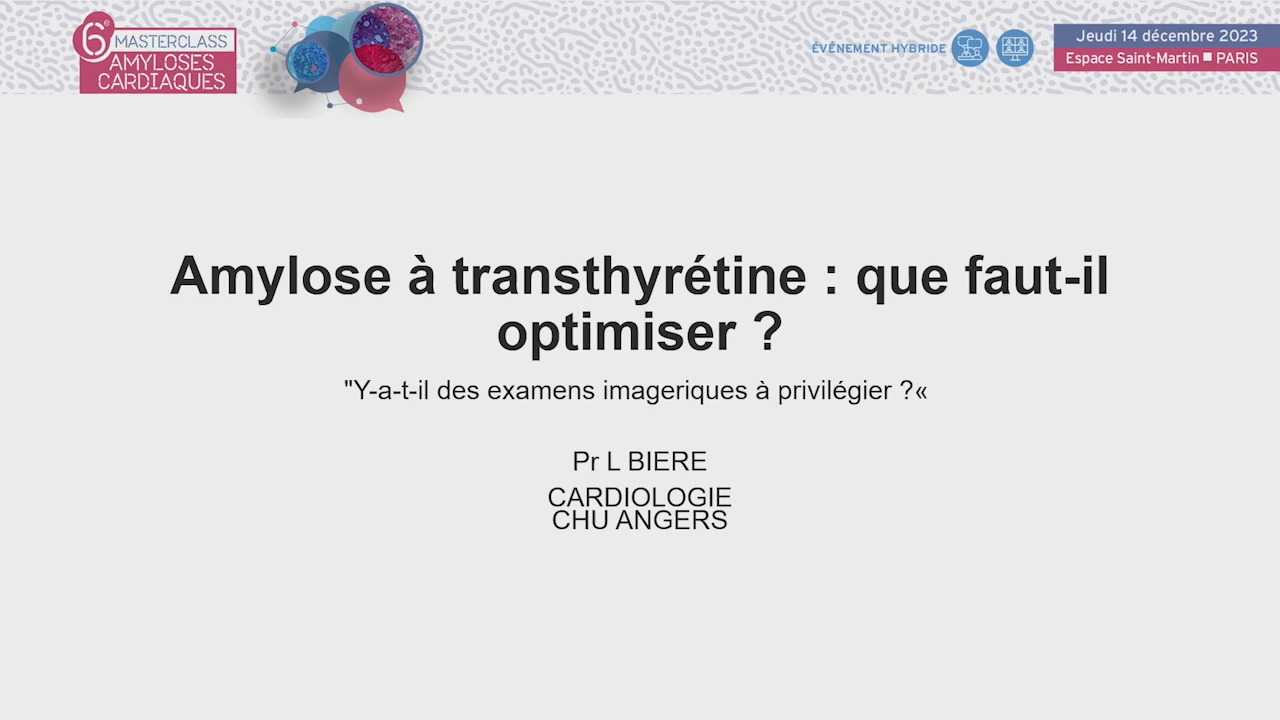 6e MASTERCLASS
AMYLOSES
CARDIAQUES
ÉVÉNEMENT HYBRIDE
Jeudi 14 décembre 2023
Espace Saint-Martin ■ PARIS
Amylose à transthyrétine : que faut-il
optimiser ?
"Y-a-t-il des examens imageriques à privilégier ?«
Pr L BIERE
CARDIOLOGIE
CHU ANGERS